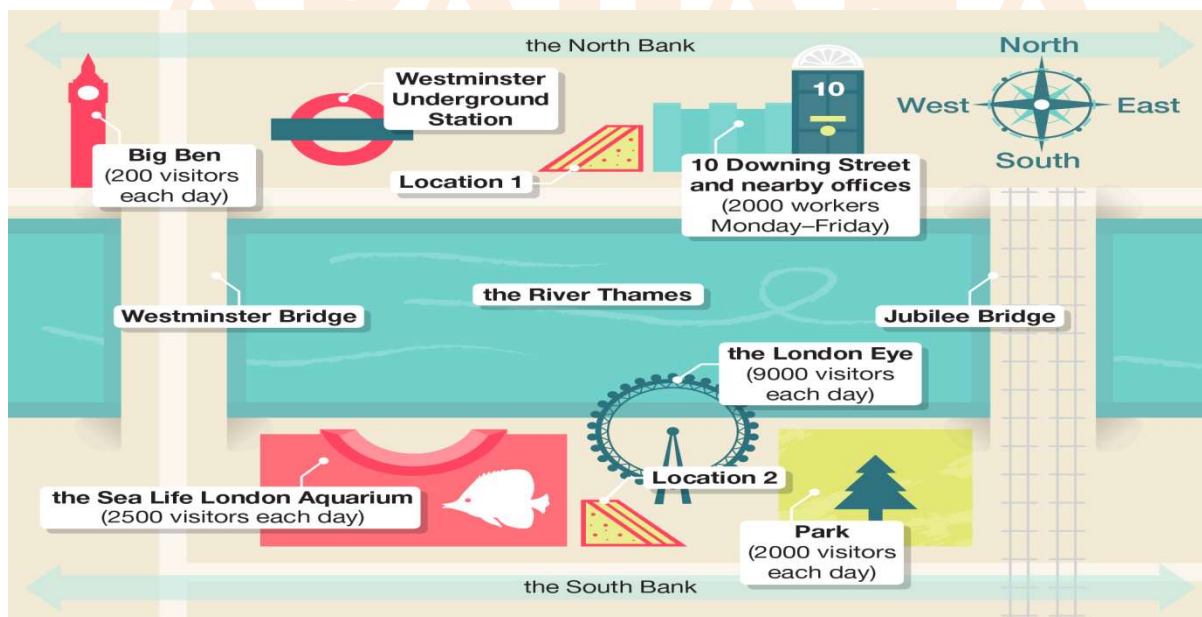 the North Bank
North
West
East
South
Westminster
Underground
Station
10
Big Ben
(200 visitors
each day)
Location 1
10 Downing Street
and nearby offices
(2000 workers
Monday–Friday)
the River Thames
Westminster Bridge
Jubilee Bridge
the London Eye
(9000 visitors
each day)
the Sea Life London Aquarium
(2500 visitors each day)
Location 2
Park
(2000 visitors
each day)
the South Bank